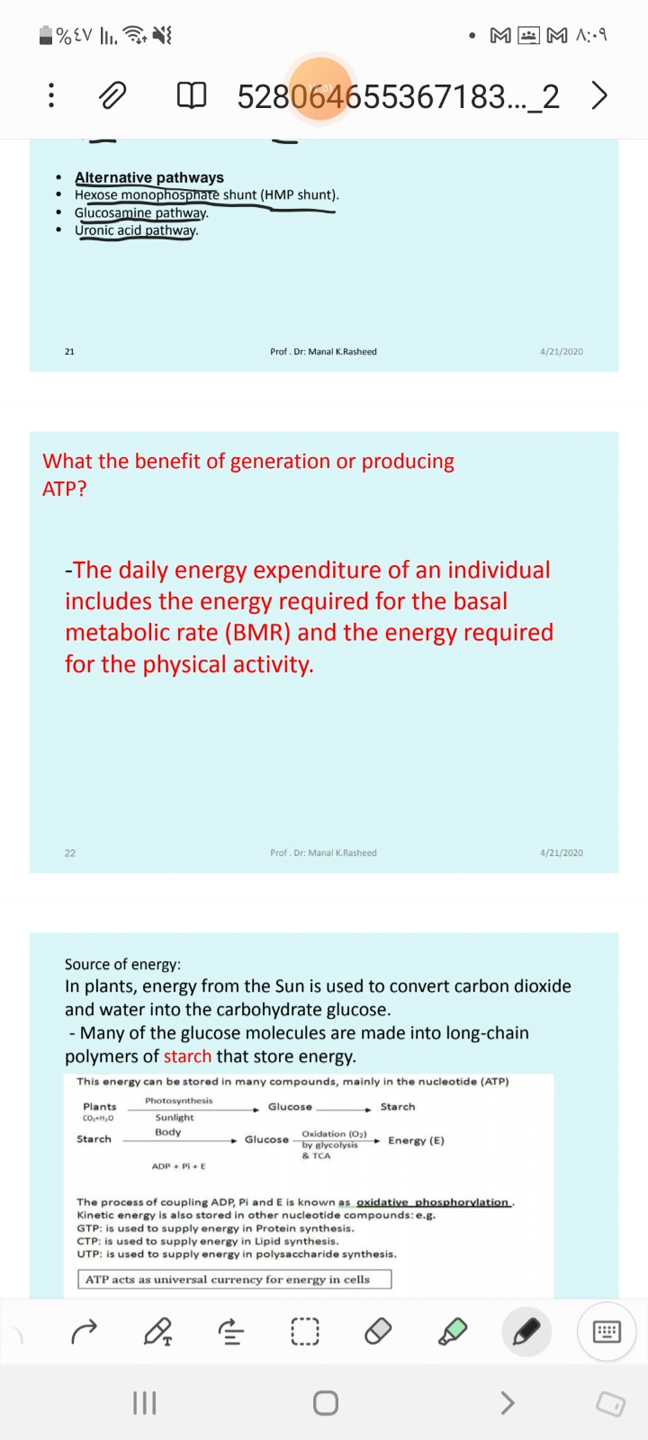 %٤٧
٨:٠٩
528064655367183..._2
• Alternative pathways
• Hexose monophosphate shunt (HMP shunt).
• Glucosamine pathway.
• Uronic acid pathway.
21 Prof . Dr: Manal K.Rasheed 4/21/2020
What the benefit of generation or producing
ATP?
-The daily energy expenditure of an individual
includes the energy required for the basal
metabolic rate (BMR) and the energy required
for the physical activity.
22 Prof . Dr: Manal K.Rasheed 4/21/2020
Source of energy:
In plants, energy from the Sun is used to convert carbon dioxide
and water into the carbohydrate glucose.
- Many of the glucose molecules are made into long-chain
polymers of starch that store energy.
This energy can be stored in many compounds, mainly in the nucleotide (ATP)
Photosynthesis
Plants Glucose Starch
CO₂+H₂O Sunlight
Body
Starch Glucose Oxidation (O₂) Energy (E)
by glycolysis
& TCA
ADP + Pi + E
The process of coupling ADP, Pi and E is known as oxidative phosphorylation.
Kinetic energy is also stored in other nucleotide compounds: e.g.
GTP: is used to supply energy in Protein synthesis.
CTP: is used to supply energy in Lipid synthesis.
UTP: is used to supply energy in polysaccharide synthesis.
ATP acts as universal currency for energy in cells